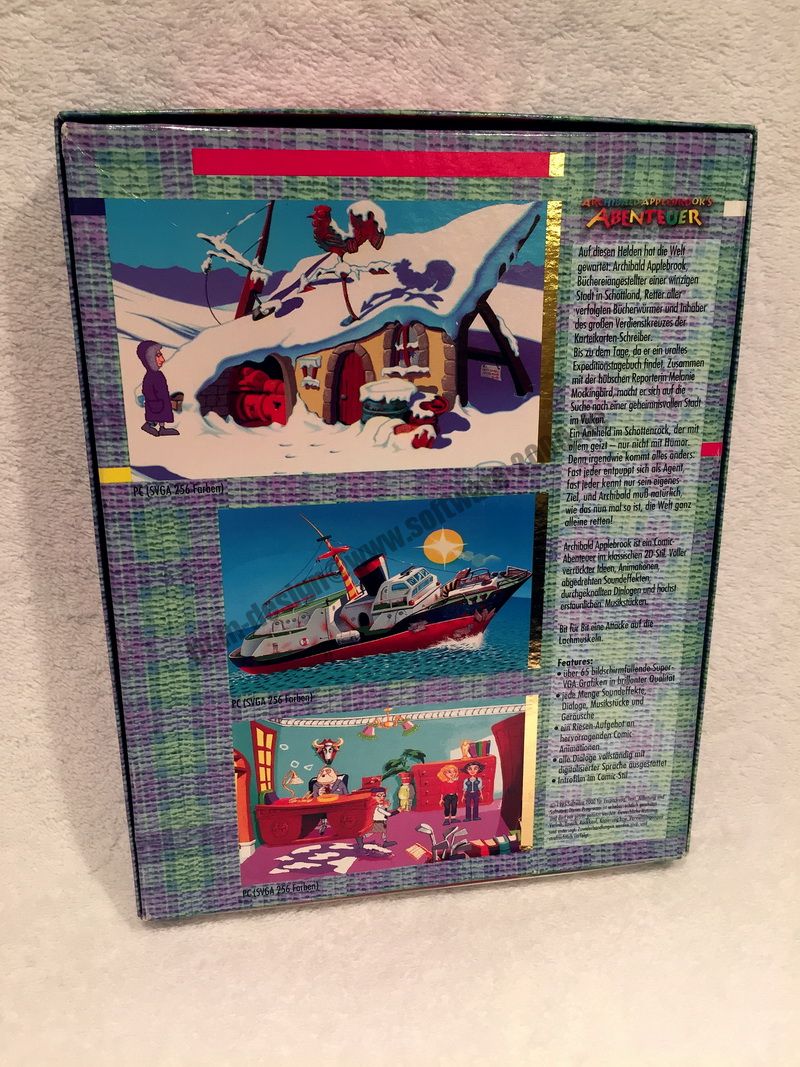 ARCHIBALD APPLEBROOK'S
ABENTEUER
Auf diesen Helden hat die Welt
gewartet: Archibald Applebrook,
Büchereiangestellter einer winzigen
Stadt in Schottland, Retter aller
verfolgten Bücherwürmer und Inhaber
des großen Verdienstkreuzes der
Karteikarten-Schreiber.
Bis zu dem Tage, da er ein uraltes
Expeditionstagebuch findet. Zusammen
mit der hübschen Reporterin Melanie
Mockingbird, macht er sich auf die
Suche nach einer geheimnisvollen Stadt
im Vulkan.
Ein Antiheld im Schottenrock, der mit
allem geizt – nur nicht mit Humor.
Denn irgendwie kommt alles anders:
Fast jeder entpuppt sich als Agent,
fast jeder kennt nur sein eigenes
Ziel, und Archibald muß natürlich,
wie das nun mal so ist, die Welt ganz
alleine retten!
Archibald Applebrook ist ein Comic-
Abenteuer im klassischen 2D-Stil. Voller
verrückter Ideen, Animationen,
abgedrehten Soundeffekten,
durchgeknallten Dialogen und höchst
erstaunlichen Musikstücken.
Bit für Bit eine Attacke auf die
Lachmuskeln.
Features:
• über 65 bildschirmfüllende Super-
VGA-Grafiken in brillanter Qualität
• jede Menge Soundeffekte,
Dialoge, Musikstücke und
Geräusche
• ein Riesen-Aufgebot an
hervorragenden Comic-
Animationen
• alle Dialoge vollständig mit
digitalisierter Sprache ausgestattet
• Introfilm im Comic-Stil
PC (SVGA 256 Farben)
PC (SVGA 256 Farben)
PC (SVGA 256 Farben)